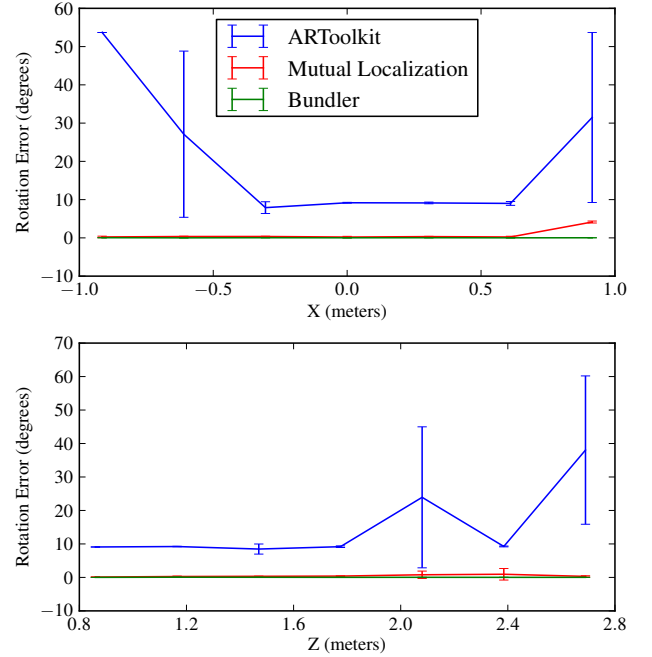 60
50
40
30
20
10
0
−10
Rotation Error (degrees)
ARToolkit
Mutual Localization
Bundler
−1.0 −0.5 0.0 0.5 1.0
X (meters)
70
60
50
40
30
20
10
0
−10
Rotation Error (degrees)
0.8 1.2 1.6 2.0 2.4 2.8
Z (meters)